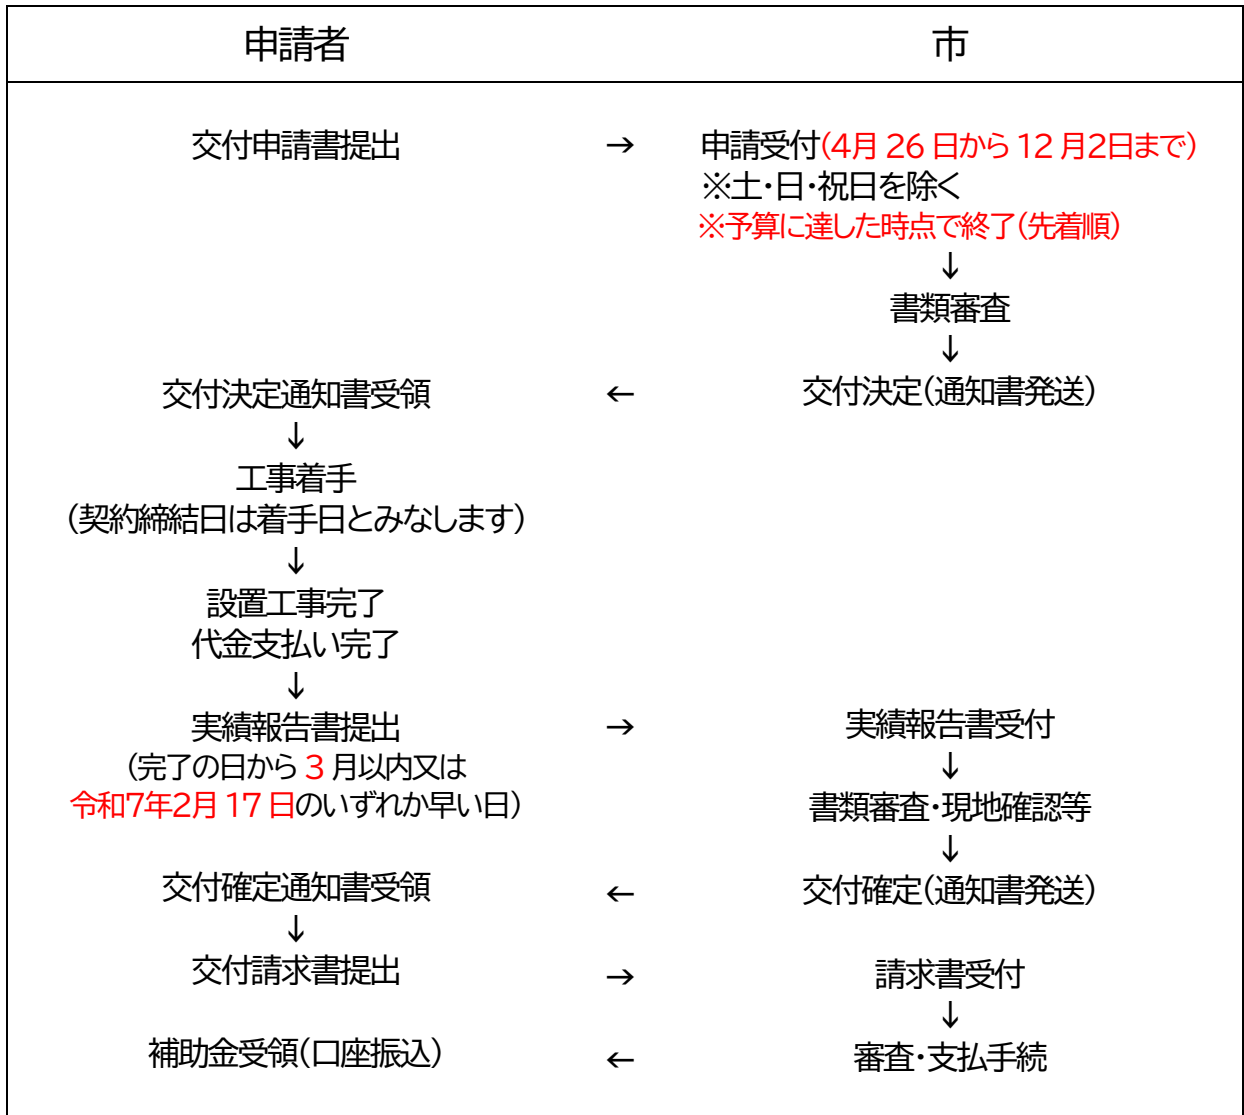 申請者 市
交付申請書提出 → 申請受付(4月26日から12月2日まで)
※土・日・祝日を除く
※予算に達した時点で終了(先着順)
↓
書類審査
↓
交付決定通知書受領 ← 交付決定(通知書発送)
↓
工事着手
(契約締結日は着手日とみなします)
↓
設置工事完了
代金支払い完了
↓
実績報告書提出 → 実績報告書受付
(完了の日から3月以内又は ↓
令和7年2月17日のいずれか早い日) 書類審査・現地確認等
↓
交付確定通知書受領 ← 交付確定(通知書発送)
↓
交付請求書提出 → 請求書受付
↓
補助金受領(口座振込) ← 審査・支払手続